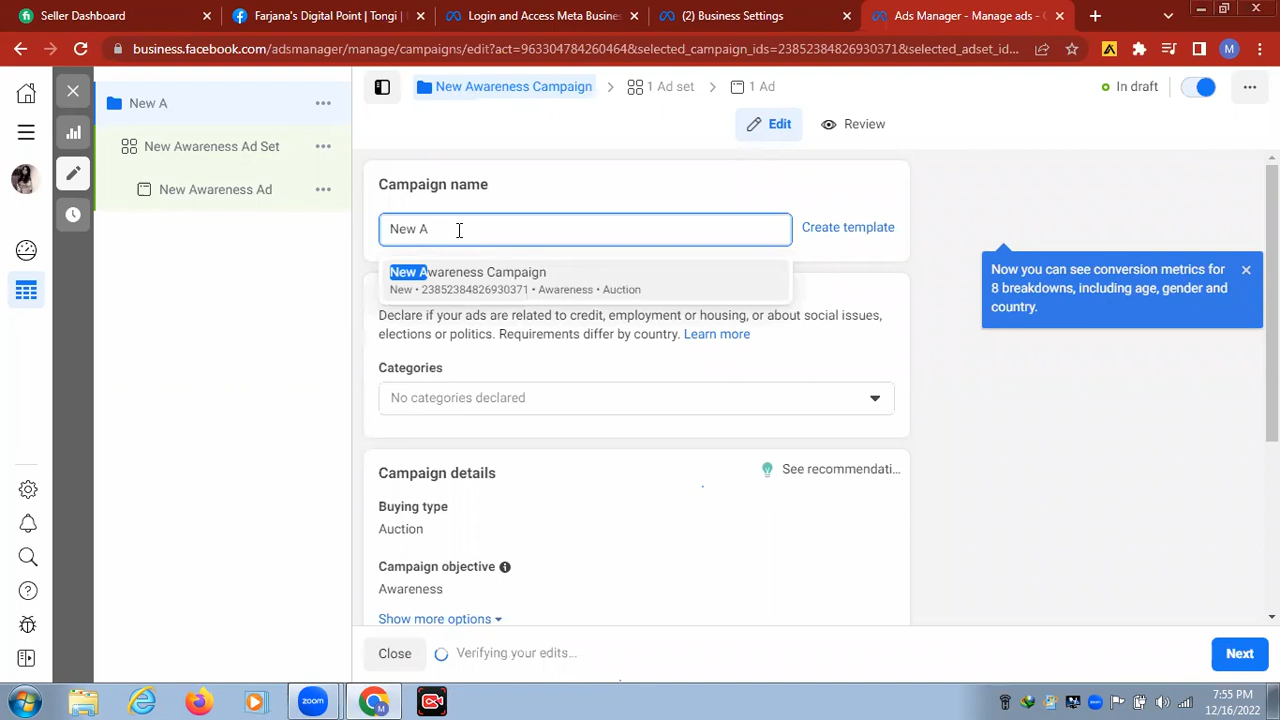 Seller Dashboard
Farjana's Digital Point | Tongi |
Login and Access Meta Busine
(2) Business Settings
Ads Manager - Manage ads - C
business.facebook.com/adsmanager/manage/campaigns/edit?act=963304784260464&selected_campaign_ids=23852384826930371&selected_adset_id...
M
New A
New Awareness Ad Set
New Awareness Ad
New Awareness Campaign
1 Ad set
1 Ad
In draft
Edit
Review
Campaign name
New A
Create template
New Awareness Campaign
New • 23852384826930371 • Awareness • Auction
Declare if your ads are related to credit, employment or housing, or about social issues,
elections or politics. Requirements differ by country. Learn more
Categories
No categories declared
Now you can see conversion metrics for
8 breakdowns, including age, gender and
country.
Campaign details
See recommendati...
Buying type
Auction
Campaign objective
Awareness
Show more options
Close
Verifying your edits...
Next
zoom
M
7:55 PM
12/16/2022